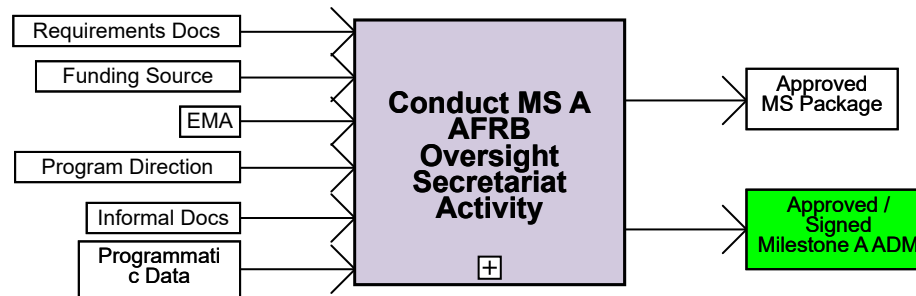 Requirements Docs
Funding Source
EMA
Program Direction
Informal Docs
Programmati
c Data
Conduct MS A
AFRB
Oversight
Secretariat
Activity
Approved
MS Package
Approved /
Signed
Milestone A ADM